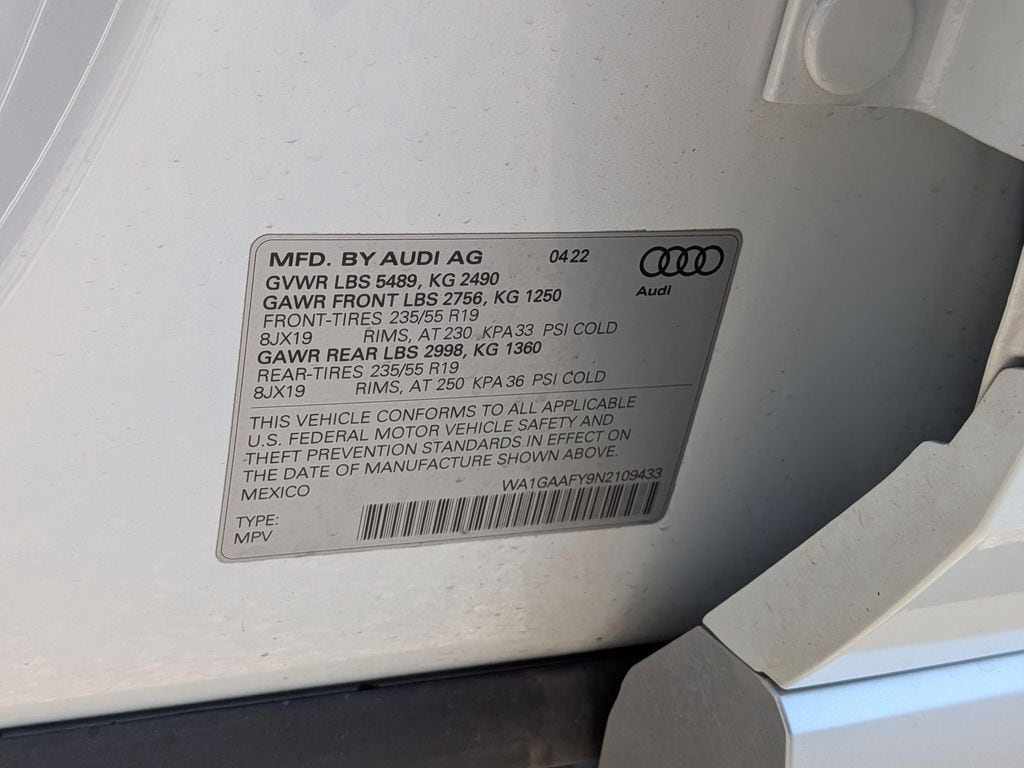 MFD. BY AUDI AG 04.22
Audi
GVWR LBS 5489, KG 2490
GAWR FRONT LBS 2756, KG 1250
FRONT-TIRES 235/55 R19
8JX19 RIMS, AT 230 KPA 33 PSI COLD
GAWR REAR LBS 2998, KG 1360
REAR-TIRES 235/55 R19
8JX19 RIMS, AT 250 KPA 36 PSI COLD
THIS VEHICLE CONFORMS TO ALL APPLICABLE
U.S. FEDERAL MOTOR VEHICLE SAFETY AND
THEFT PREVENTION STANDARDS IN EFFECT ON
THE DATE OF MANUFACTURE SHOWN ABOVE.
MEXICO WA1GAAFY9N2109433
TYPE:
MPV